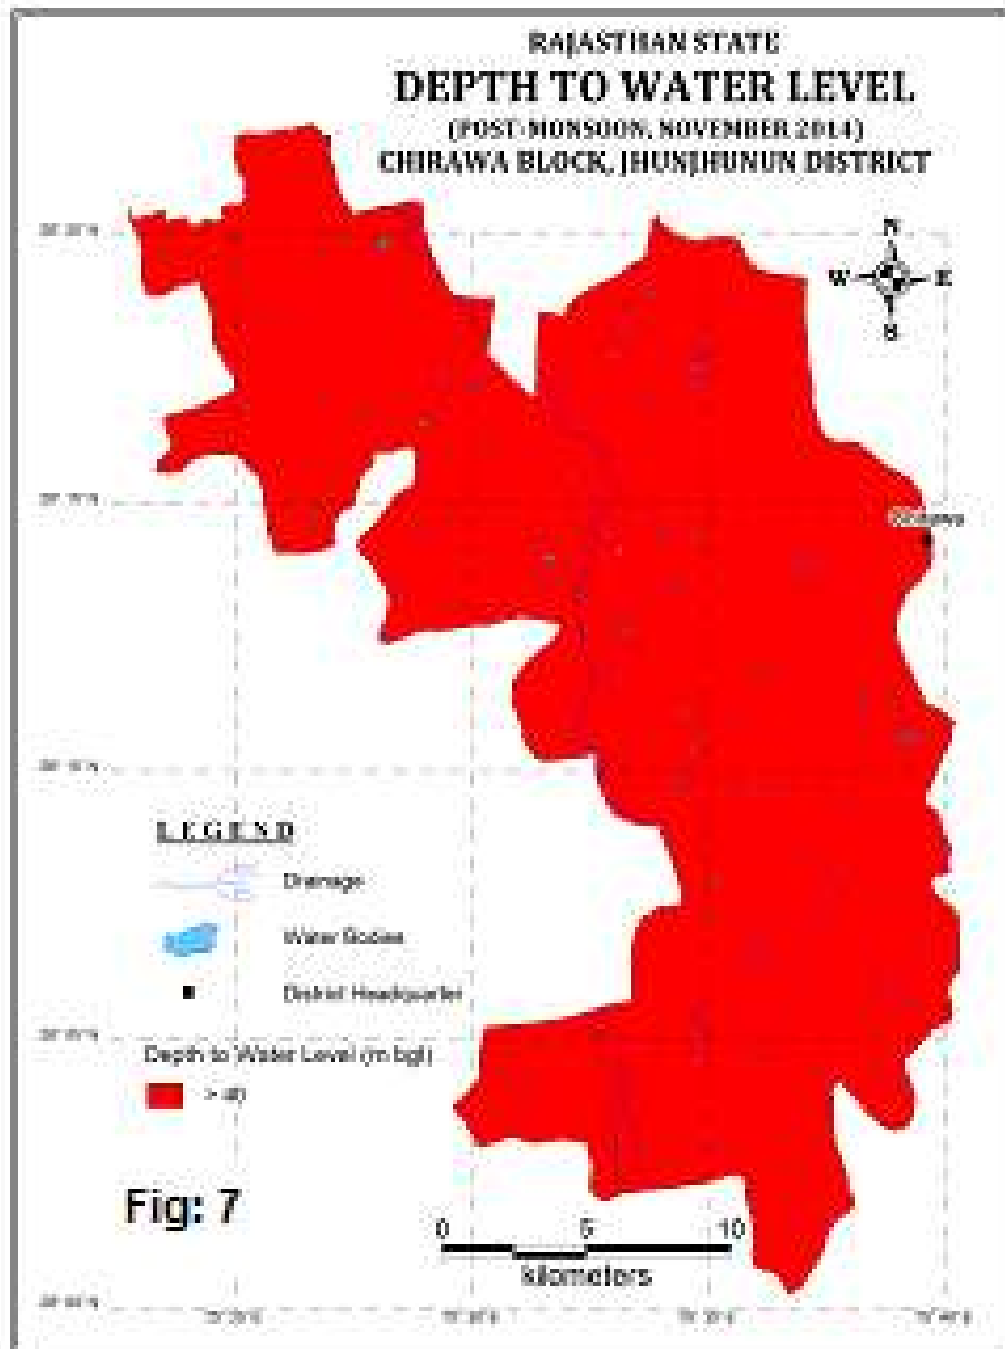 RAJASTHAN STATE
DEPTH TO WATER LEVEL
(POST-MONSOON, NOVEMBER 2014)
CHIRAWA BLOCK, JHUNJHUNUN DISTRICT
N
W E
S
LEGEND
Drainage
Water Bodies
District Headquarter
Depth to Water Level (m bgl)
> 40
Fig: 7
0 5 10
kilometers